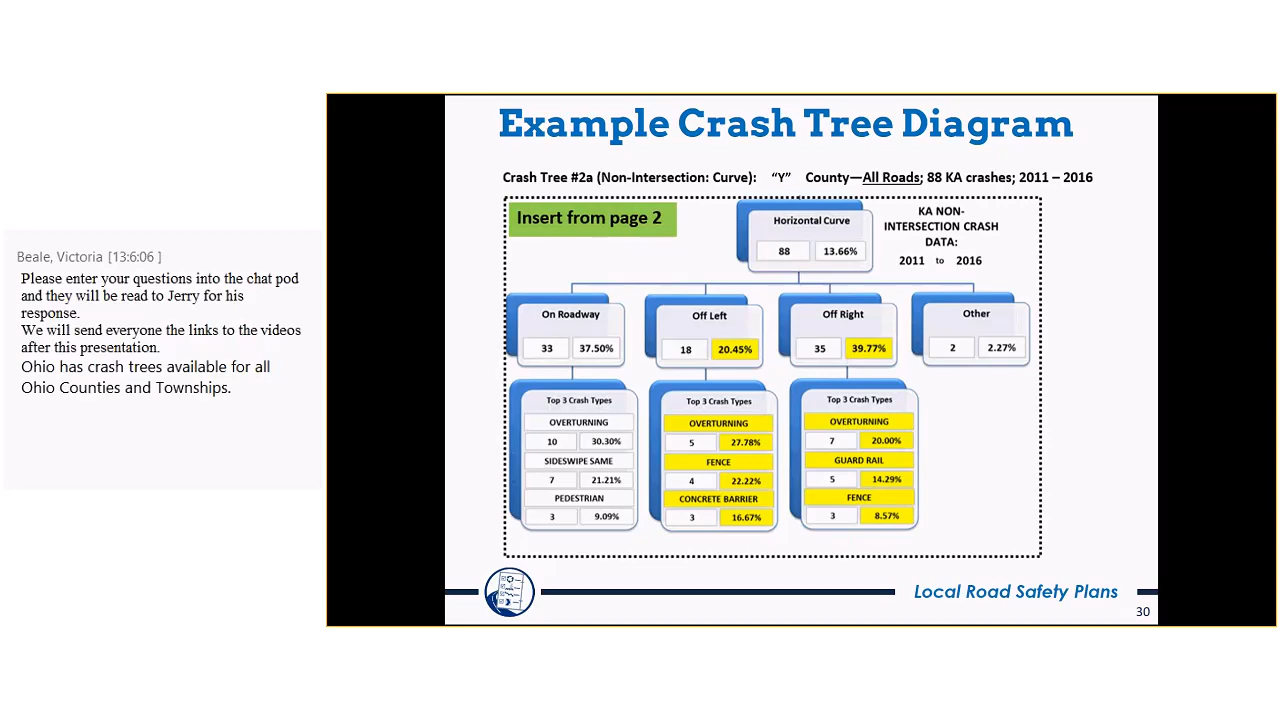 Beale, Victoria [13:6:06 ]
Please enter your questions into the chat pod
and they will be read to Jerry for his
response.
We will send everyone the links to the videos
after this presentation.
Ohio has crash trees available for all
Ohio Counties and Townships.
Example Crash Tree Diagram
Crash Tree #2a (Non-Intersection: Curve): “Y” County—All Roads; 88 KA crashes; 2011 – 2016
Insert from page 2
Horizontal Curve
88 13.66%
KA NON-
INTERSECTION CRASH
DATA:
2011 to 2016
On Roadway
33 37.50%
Off Left
18 20.45%
Off Right
35 39.77%
Other
2 2.27%
Top 3 Crash Types
OVERTURNING
10 30.30%
SIDESWIPE SAME
7 21.21%
PEDESTRIAN
3 9.09%
Top 3 Crash Types
OVERTURNING
5 27.78%
FENCE
4 22.22%
CONCRETE BARRIER
3 16.67%
Top 3 Crash Types
OVERTURNING
7 20.00%
GUARD RAIL
5 14.29%
FENCE
3 8.57%
Local Road Safety Plans
30